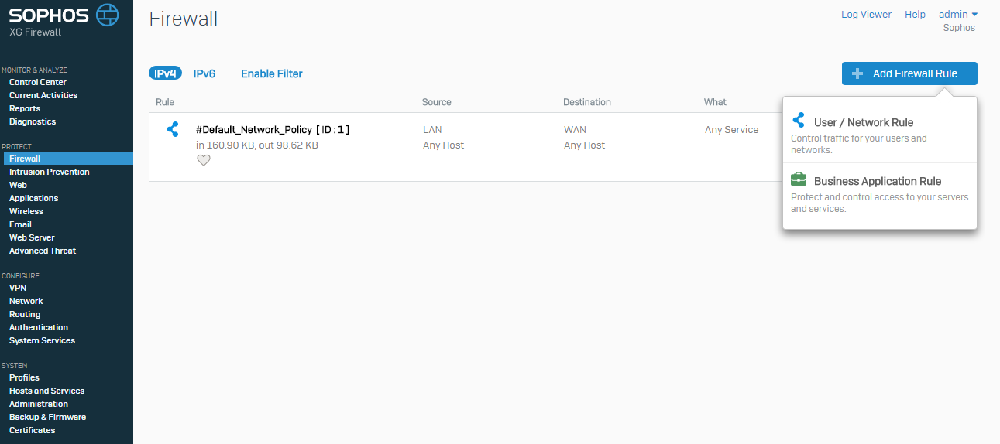 SOPHOS
XG Firewall
MONITOR & ANALYZE
Control Center
Current Activities
Reports
Diagnostics
PROTECT
Firewall
Intrusion Prevention
Web
Applications
Wireless
Email
Web Server
Advanced Threat
CONFIGURE
VPN
Network
Routing
Authentication
System Services
SYSTEM
Profiles
Hosts and Services
Administration
Backup & Firmware
Certificates
Firewall
Log Viewer Help admin
Sophos
IPv4 IPv6 Enable Filter
Add Firewall Rule
Rule Source Destination What
#Default_Network_Policy [ ID : 1 ] LAN WAN Any Service
in 160.90 KB, out 98.62 KB Any Host Any Host
User / Network Rule
Control traffic for your users and
networks.
Business Application Rule
Protect and control access to your servers
and services.